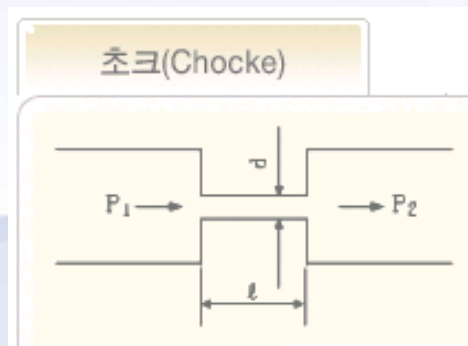 초크(Chocke)
d
P₁ P₂
ℓ